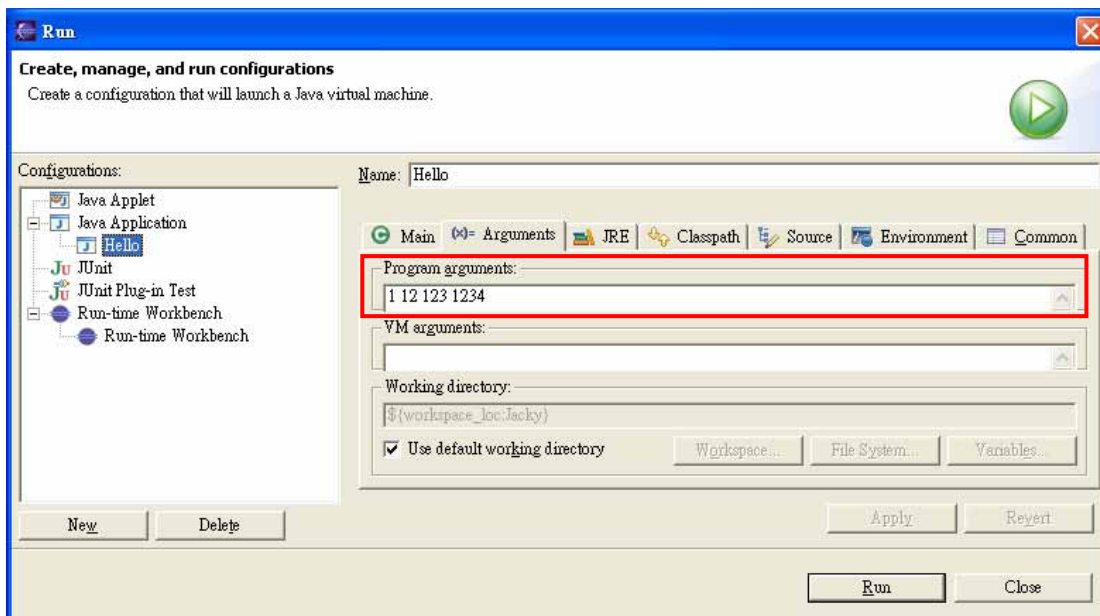 Run
Create, manage, and run configurations
Create a configuration that will launch a Java virtual machine.
Configurations:
Java Applet
Java Application
Hello
JUnit
JUnit Plug-in Test
Run-time Workbench
Run-time Workbench
New
Delete
Name: Hello
Main (x)= Arguments JRE Classpath Source Environment Common
Program arguments:
1 12 123 1234
VM arguments:
Working directory:
${workspace_loc:Jacky}
Use default working directory
Workspace... File System... Variables...
Apply Revert
Run Close